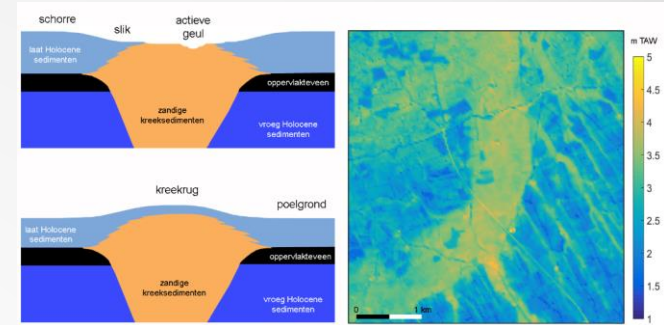 schorre
slik
actieve
geul
laat Holocene
sedimenten
oppervlakteveen
zandige
kreeksedimenten
vroeg Holocene
sedimenten
kreekrug
poelgrond
laat Holocene
sedimenten
oppervlakteveen
zandige
kreeksedimenten
vroeg Holocene
sedimenten
m TAW
5
4.5
4
3.5
3
2.5
2
1.5
1
0 1 km